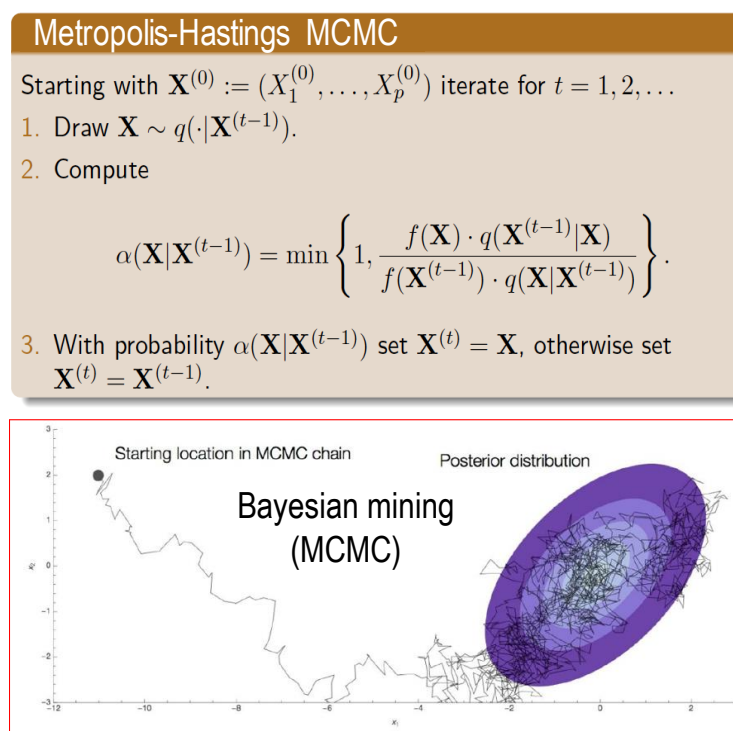 Metropolis-Hastings MCMC
Starting with X^(0) := (X_1^(0), . . . , X_p^(0)) iterate for t = 1, 2, . . .
1. Draw X ∼ q(·|X^(t−1)).
2. Compute
α(X|X^(t−1)) = min { 1, f(X) · q(X^(t−1)|X) / f(X^(t−1)) · q(X|X^(t−1)) } .
3. With probability α(X|X^(t−1)) set X^(t) = X, otherwise set
X^(t) = X^(t−1).
3
Starting location in MCMC chain
Posterior distribution
2
Bayesian mining
(MCMC)
1
x_2
0
-1
-2
-3
-12 -10 -8 -6 -4 -2 0 2
x_1